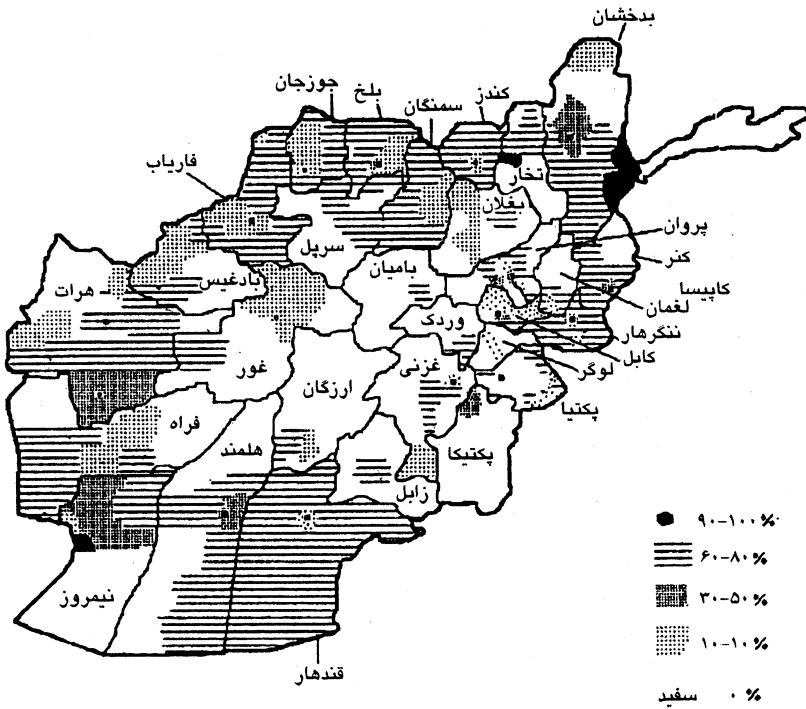 بدخشان
جوزجان
بلخ
سمنگان
کندز
فاریاب
تخار
بغلان
سرپل
پروان
کنر
کاپیسا
لغمان
ننگرهار
کابل
لوگر
پکتیا
بادغیس
بامیان
هرات
وردک
غور
غزنی
ارزگان
فراه
هلمند
پکتیکا
زابل
نیمروز
قندهار
۹۰-۱۰۰%
۶۰-۸۰%
۳۰-۵۰%
۱۰-۱۰%
سفید ۰%